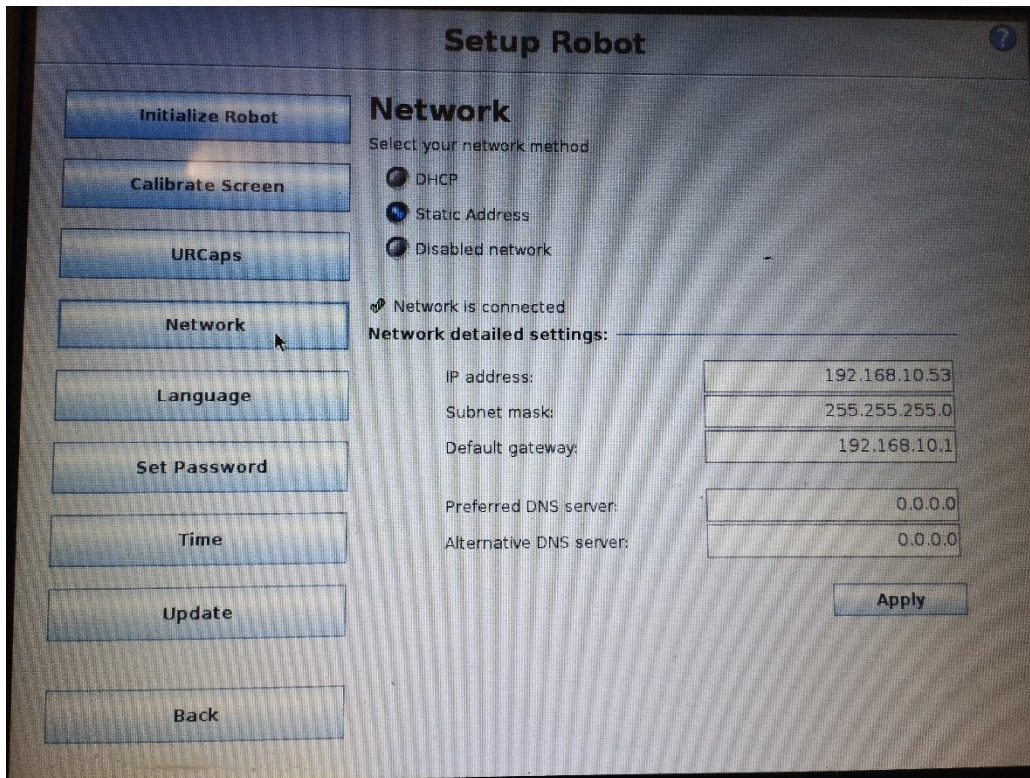 Setup Robot
?
Initialize Robot
Calibrate Screen
URCaps
Network
Language
Set Password
Time
Update
Back
Network
Select your network method
DHCP
Static Address
Disabled network
Network is connected
Network detailed settings:
IP address: 192.168.10.53
Subnet mask: 255.255.255.0
Default gateway: 192.168.10.1
Preferred DNS server: 0.0.0.0
Alternative DNS server: 0.0.0.0
Apply